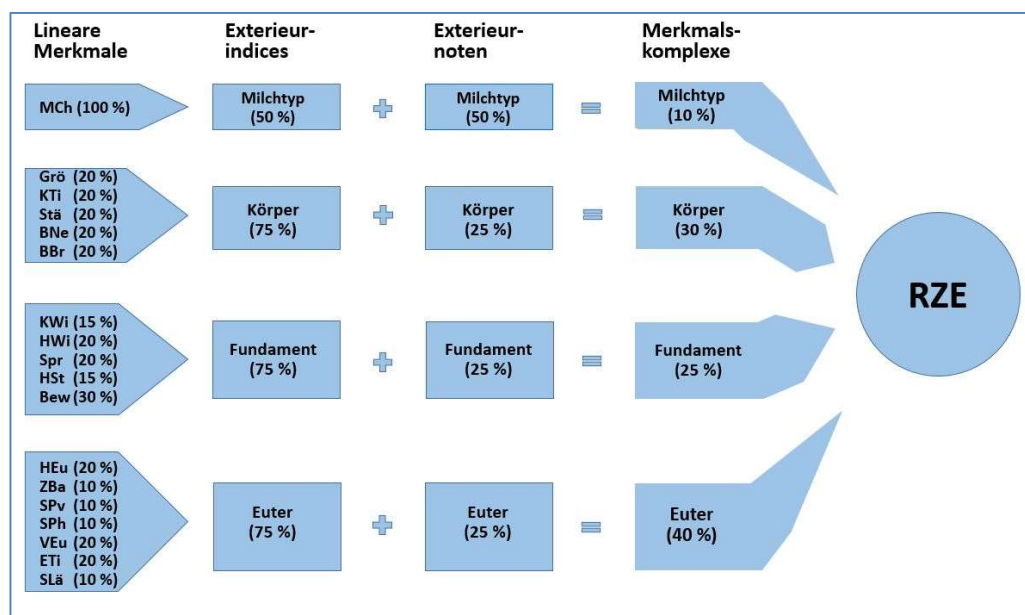 Lineare
Merkmale
Exterieur-
indices
Exterieur-
noten
Merkmals-
komplexe
MCh (100 %)
Milchtyp
(50 %)
+
Milchtyp
(50 %)
=
Milchtyp
(10 %)
Grö (20 %)
KTi (20 %)
Stä (20 %)
BNe (20 %)
BBr (20 %)
Körper
(75 %)
+
Körper
(25 %)
=
Körper
(30 %)
KWi (15 %)
HWi (20 %)
Spr (20 %)
HSt (15 %)
Bew (30 %)
Fundament
(75 %)
+
Fundament
(25 %)
=
Fundament
(25 %)
HEu (20 %)
ZBa (10 %)
SPv (10 %)
SPh (10 %)
VEu (20 %)
ETi (20 %)
SLä (10 %)
Euter
(75 %)
+
Euter
(25 %)
=
Euter
(40 %)
RZE